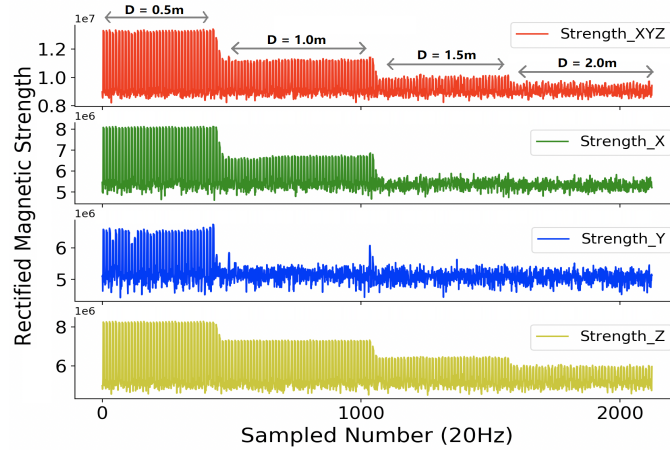 D = 0.5m
1e7
D = 1.0m
Strength_XYZ
D = 1.5m
D = 2.0m
1.2
1.0
0.8
1e6
Strength_X
8
7
6
5
1e6
Strength_Y
6
5
1e6
Strength_Z
8
6
Rectified Magnetic Strength
0
1000
2000
Sampled Number (20Hz)